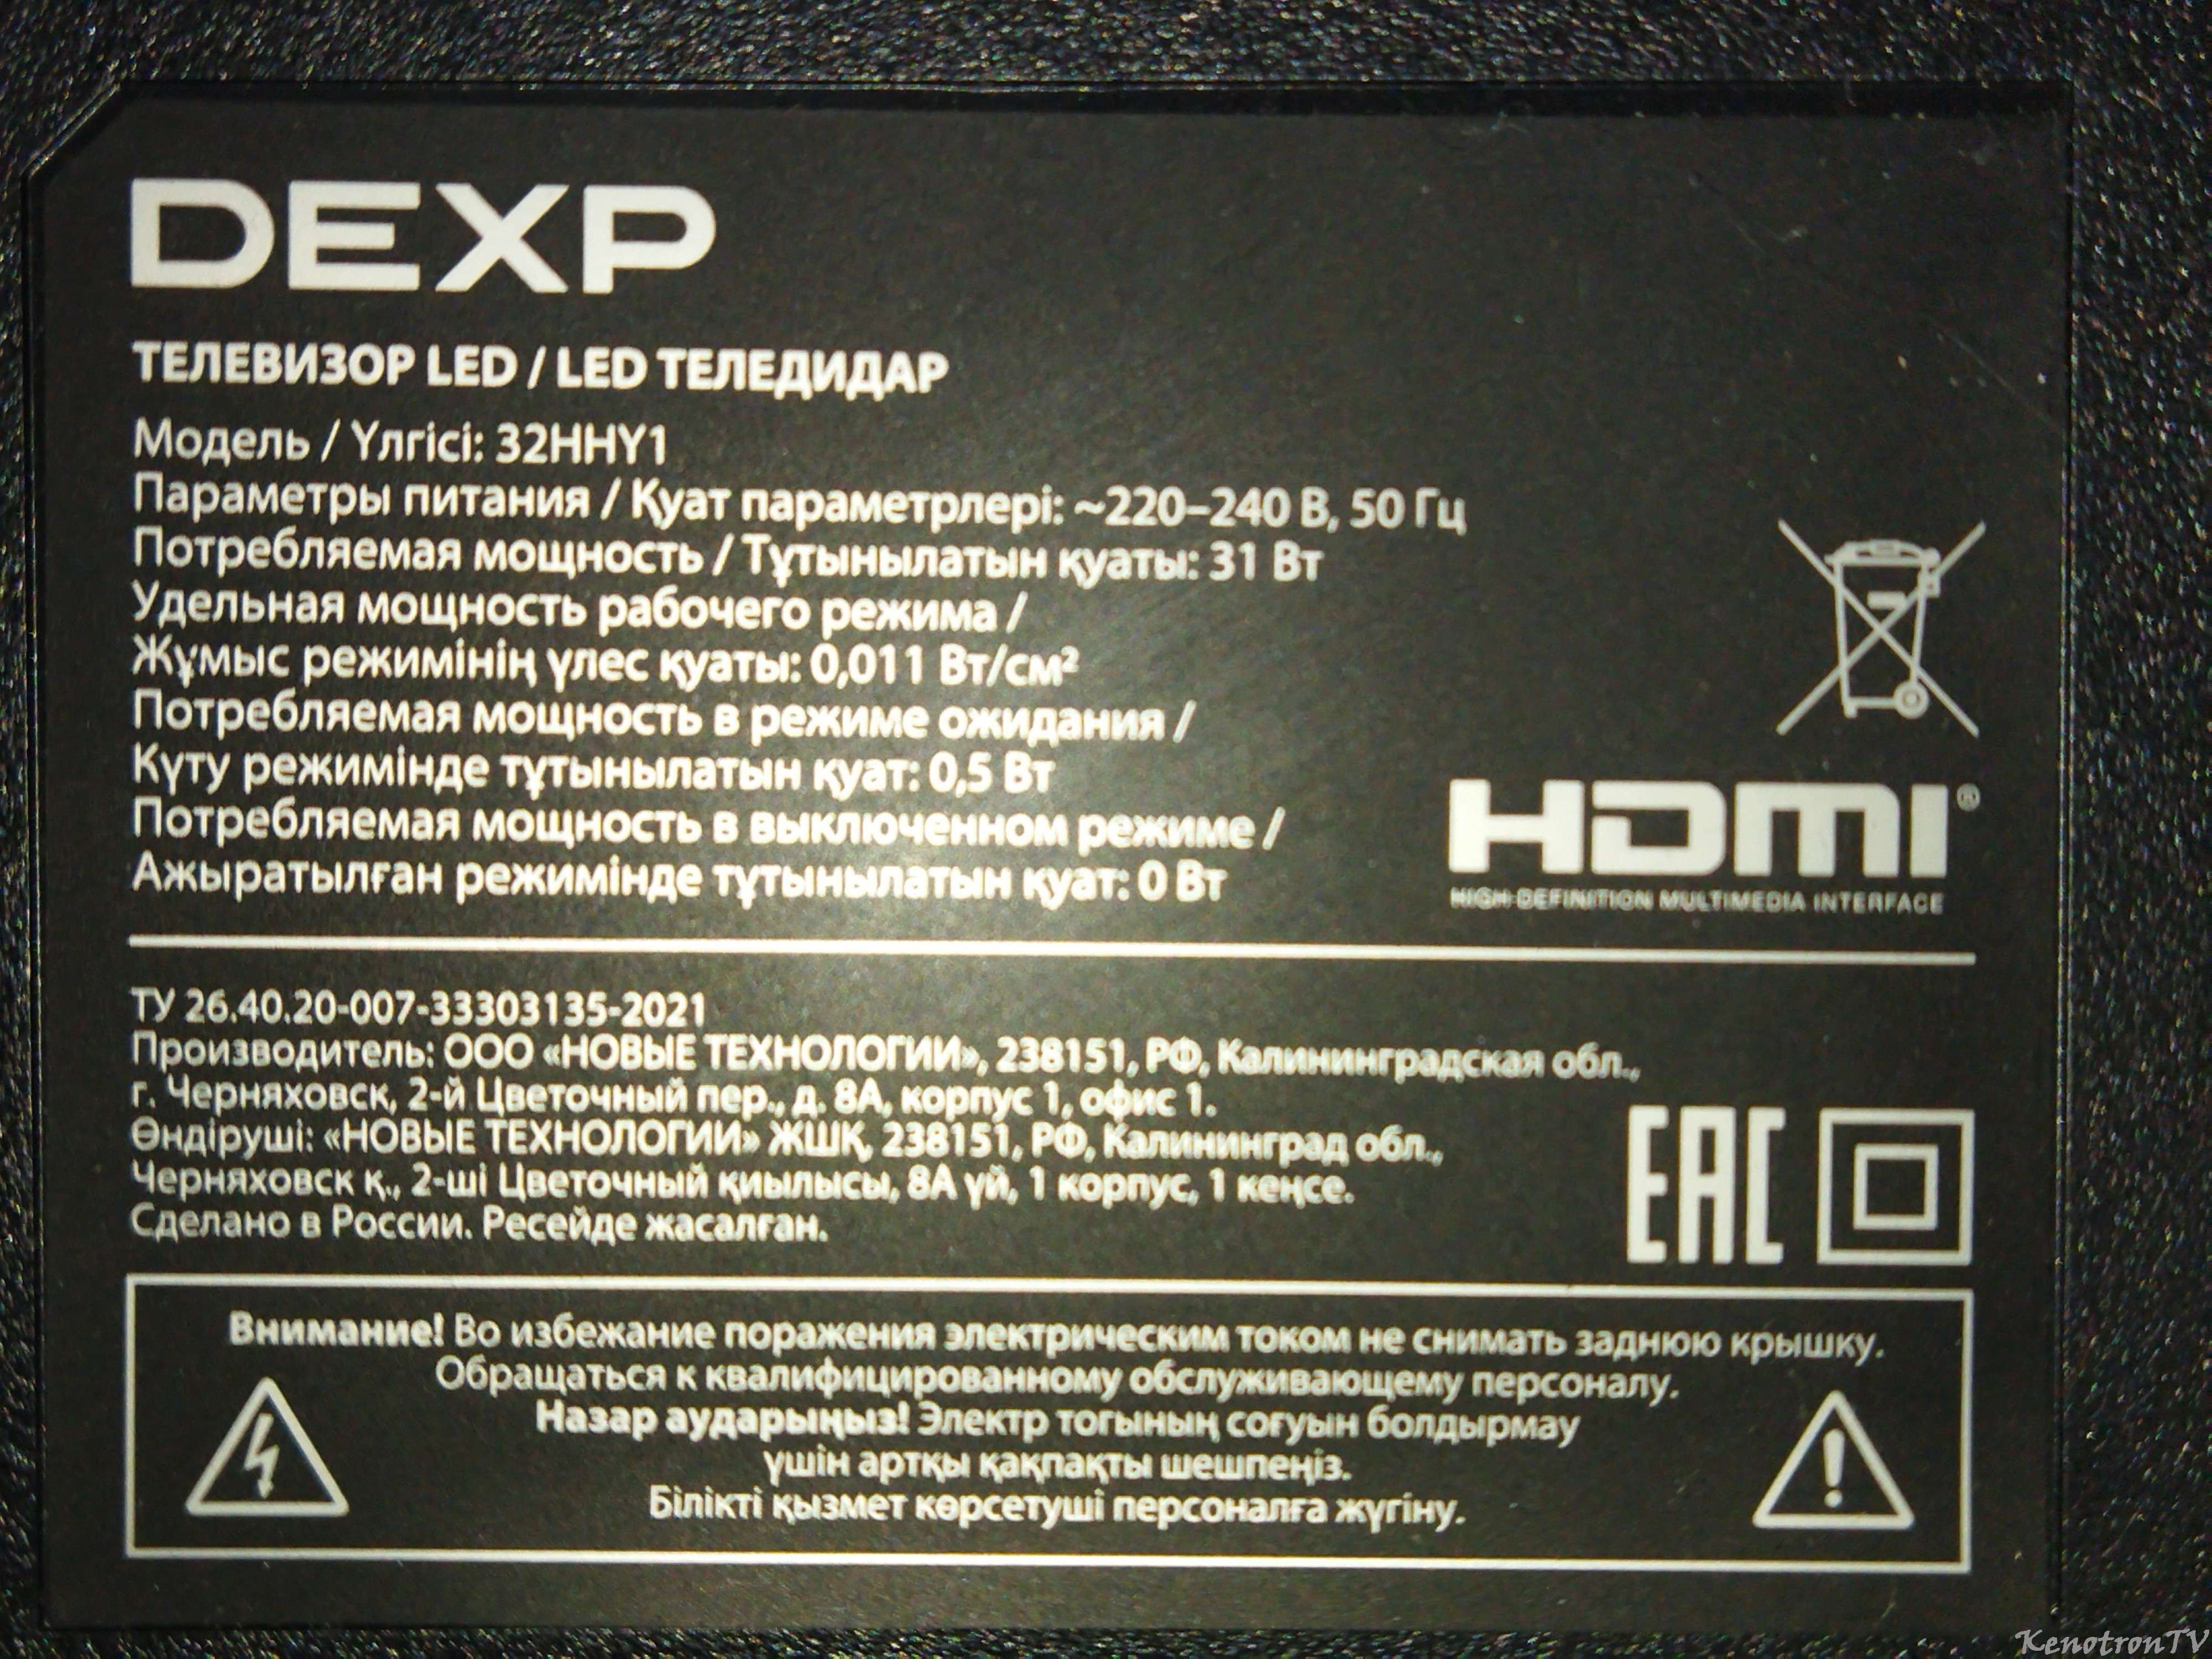 DEXP
ТЕЛЕВИЗОР LED / LED ТЕЛЕДИДАР
Модель / Үлгісі: 32HHY1
Параметры питания / Қуат параметрлері: ~220–240 В, 50 Гц
Потребляемая мощность / Тұтынылатын қуаты: 31 Вт
Удельная мощность рабочего режима /
Жұмыс режимінің үлес қуаты: 0,011 Вт/см²
Потребляемая мощность в режиме ожидания /
Күту режимінде тұтынылатын қуат: 0,5 Вт
Потребляемая мощность в выключенном режиме /
Ажыратылған режимінде тұтынылатын қуат: 0 Вт
HDMI®
HIGH-DEFINITION MULTIMEDIA INTERFACE
ТУ 26.40.20-007-33303135-2021
Производитель: ООО «НОВЫЕ ТЕХНОЛОГИИ», 238151, РФ, Калининградская обл.,
г. Черняховск, 2-й Цветочный пер., д. 8А, корпус 1, офис 1.
Өндіруші: «НОВЫЕ ТЕХНОЛОГИИ» ЖШҚ, 238151, РФ, Калининград обл.,
Черняховск қ., 2-ші Цветочный қиылысы, 8А үй, 1 корпус, 1 кеңсе.
Сделано в России. Ресейде жасалған.
EAC
Внимание! Во избежание поражения электрическим током не снимать заднюю крышку.
Обращаться к квалифицированному обслуживающему персоналу.
Назар аударыңыз! Электр тогының соғуын болдырмау
үшін артқы қақпақты шешпеңіз.
Білікті қызмет көрсетуші персоналға жүгіну.
KenotronTV